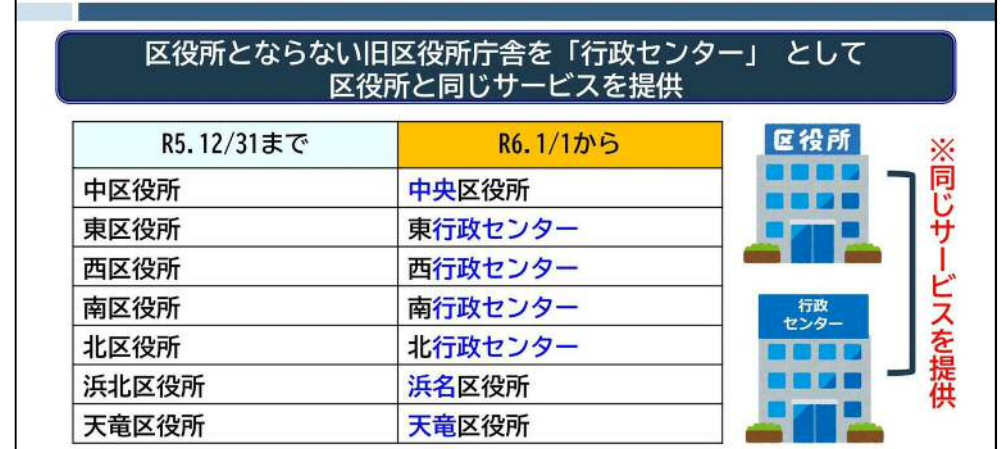 区役所とならない旧区役所庁舎を「行政センター」 として
区役所と同じサービスを提供
R5.12/31まで R6.1/1から
中区役所 中央区役所
東区役所 東行政センター
西区役所 西行政センター
南区役所 南行政センター
北区役所 北行政センター
浜北区役所 浜名区役所
天竜区役所 天竜区役所
区役所
行政
センター
※同じサービスを提供